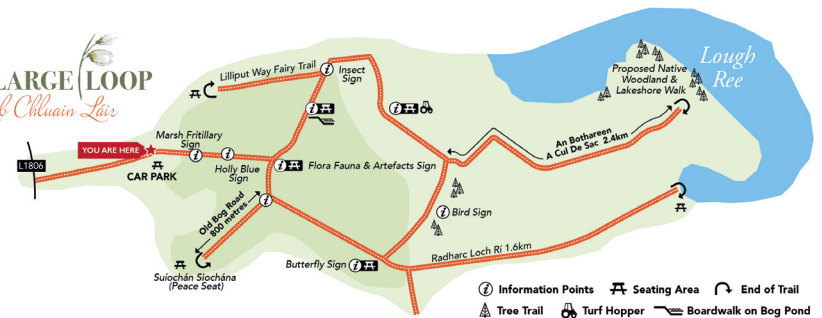 LARGE LOOP
Chluain Láir
Lilliput Way Fairy Trail
Insect
Sign
Proposed Native
Woodland &
Lakeshore Walk
Lough
Ree
Marsh Fritillary
Sign
YOU ARE HERE
L1806
CAR PARK
Holly Blue
Sign
Flora Fauna & Artefacts Sign
An Bothareen
A Cul De Sac 2.4km
Old Bog Road
800 metres
Bird Sign
Radharc Loch Rí 1.6km
Butterfly Sign
Suíochán Síochána
(Peace Seat)
Information Points
Seating Area
End of Trail
Tree Trail
Turf Hopper
Boardwalk on Bog Pond